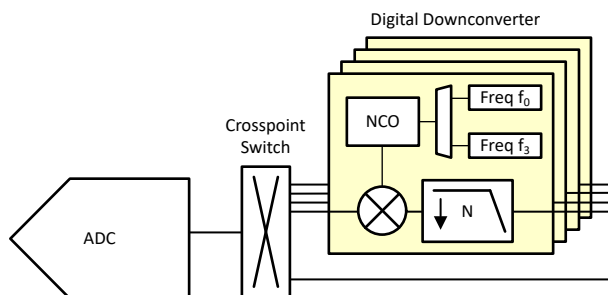 Digital Downconverter
Freq f₀
NCO
Crosspoint
Switch
Freq f₃
ADC
N